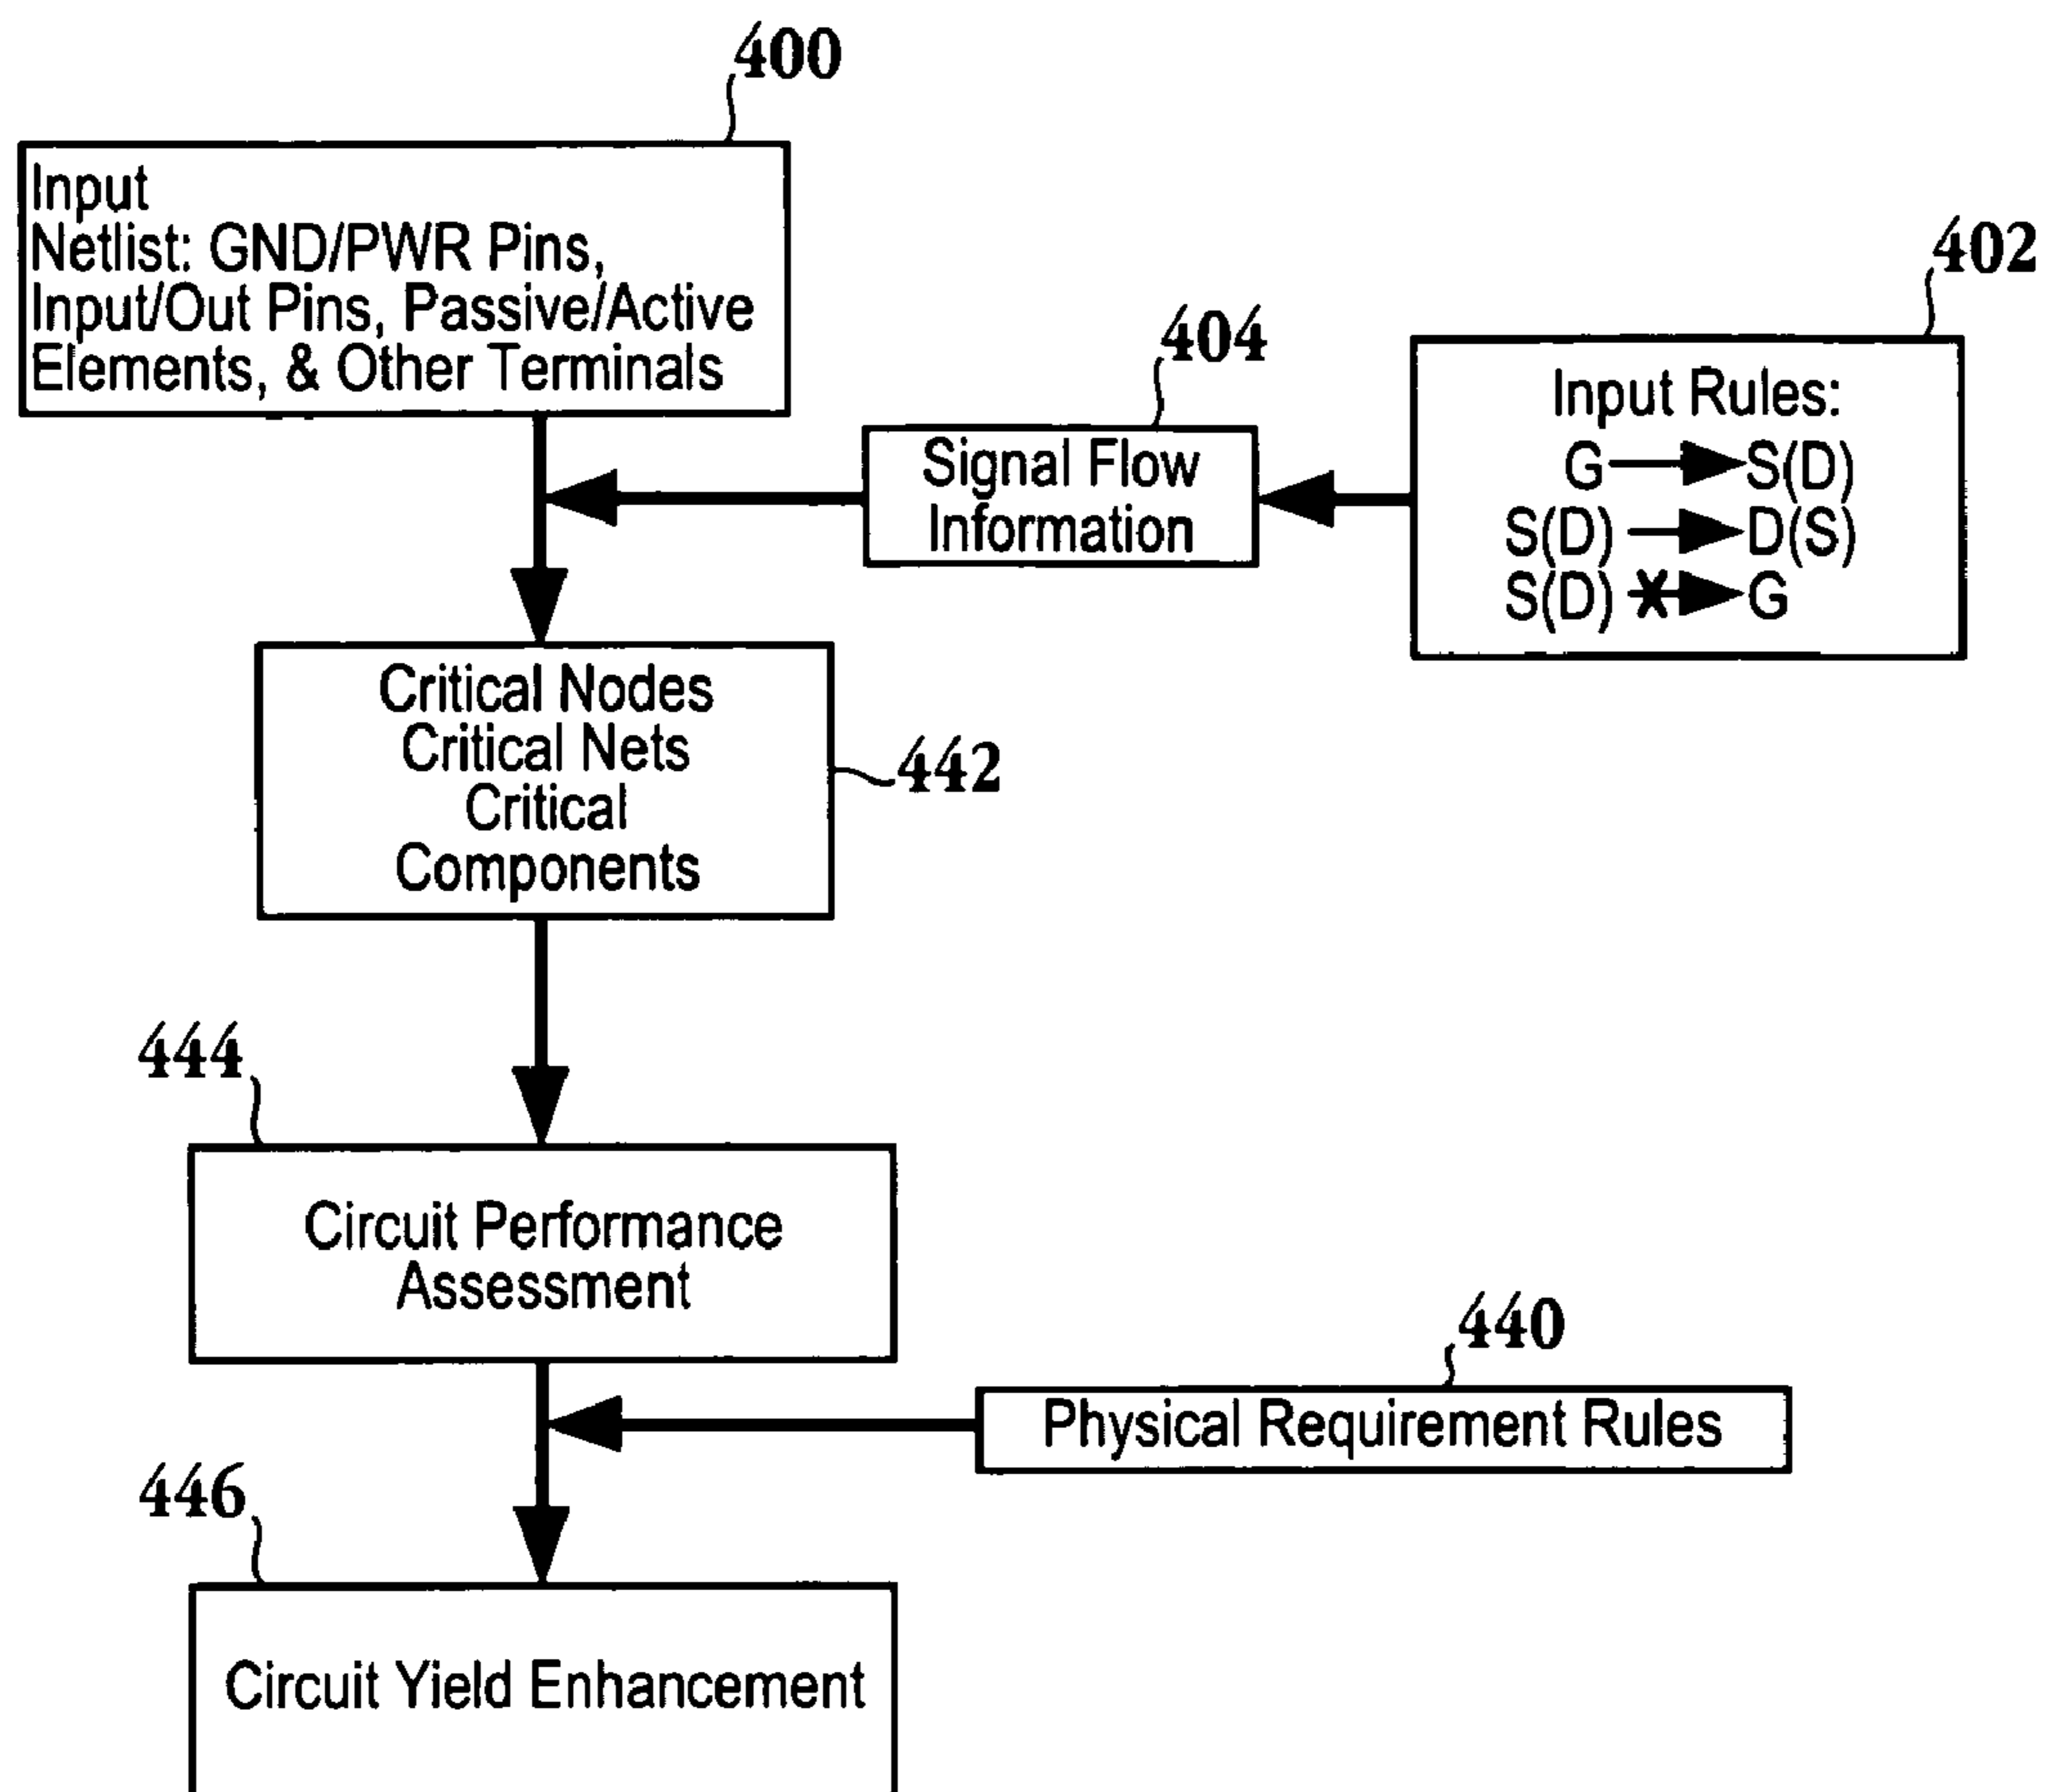 400
Input
Netlist: GND/PWR Pins,
Input/Out Pins, Passive/Active
Elements, & Other Terminals
402
Input Rules:
G → S(D)
S(D) → D(S)
S(D) *→ G
404
Signal Flow
Information
Critical Nodes
Critical Nets
Critical
Components
442
444
Circuit Performance
Assessment
440
Physical Requirement Rules
446
Circuit Yield Enhancement